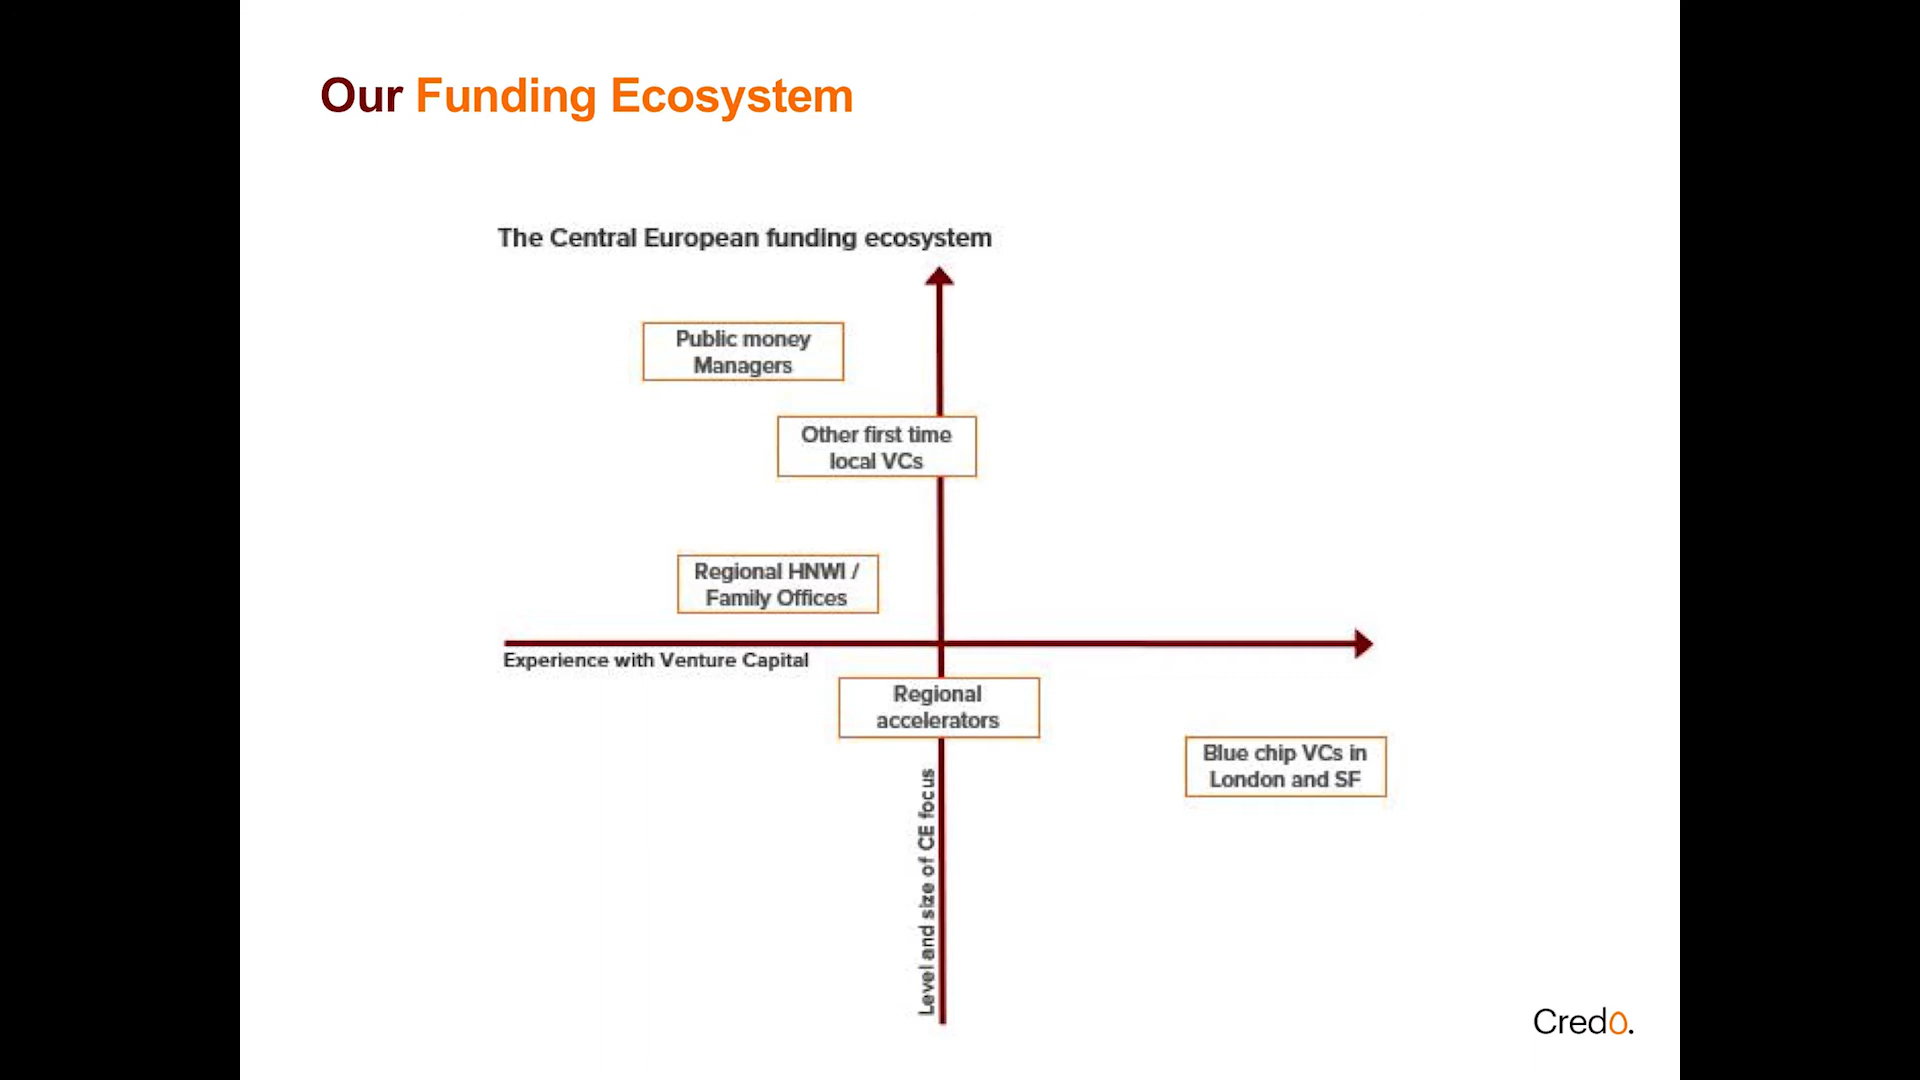 Our Funding Ecosystem
The Central European funding ecosystem
Public money
Managers
Other first time
local VCs
Regional HNWI /
Family Offices
Experience with Venture Capital
Regional
accelerators
Blue chip VCs in
London and SF
Level and size of CE focus
Credo.